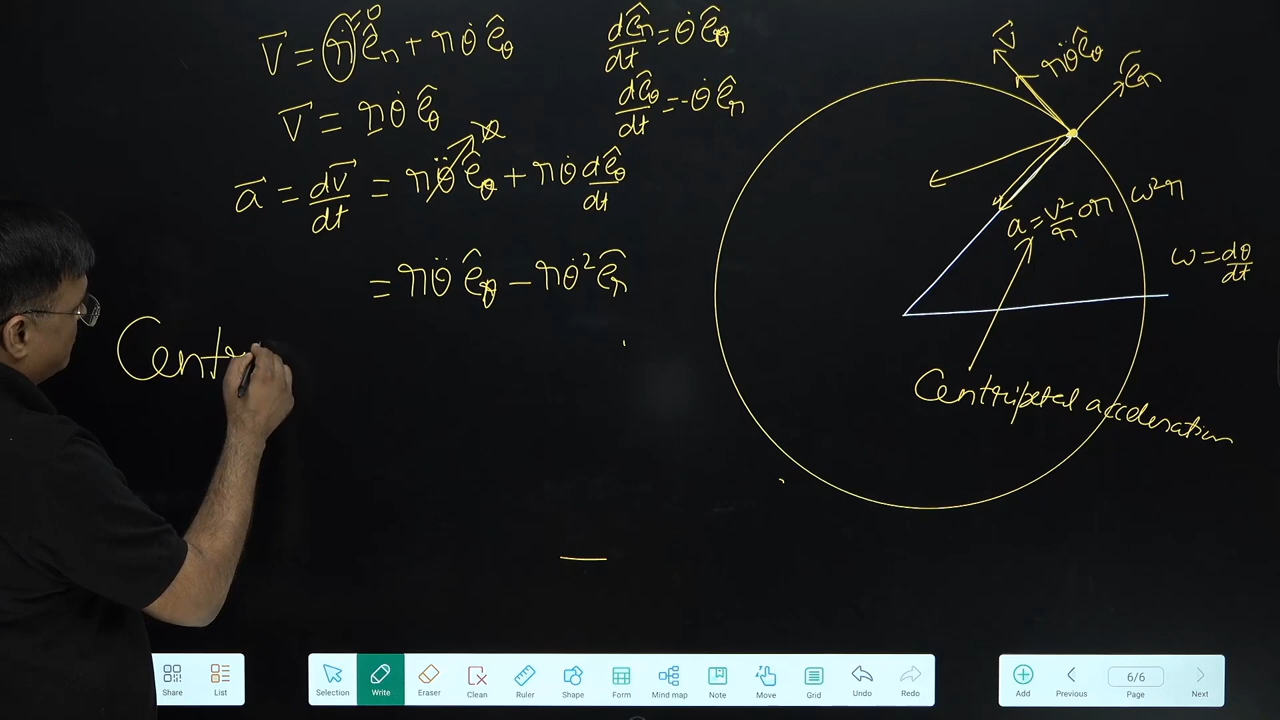 V⃗ = ṙ ê_r + rθ̇ ê_θ
= 0
V⃗ = rθ̇ ê_θ
a⃗ = dv⃗/dt = rθ̈ ê_θ + rθ̇ dê_θ/dt
= rθ̈ ê_θ − rθ̇² ê_r
dê_r/dt = θ̇ ê_θ
dê_θ/dt = -θ̇ ê_r
Cent
V⃗
rθ̈ ê_θ
ê_r
a = v²/r or ω²r
ω = dθ/dt
Centripetal acceleration
Share
List
Selection
Write
Eraser
Clean
Ruler
Shape
Form
Mind map
Note
Move
Grid
Undo
Redo
Add
Previous
6/6
Page
Next